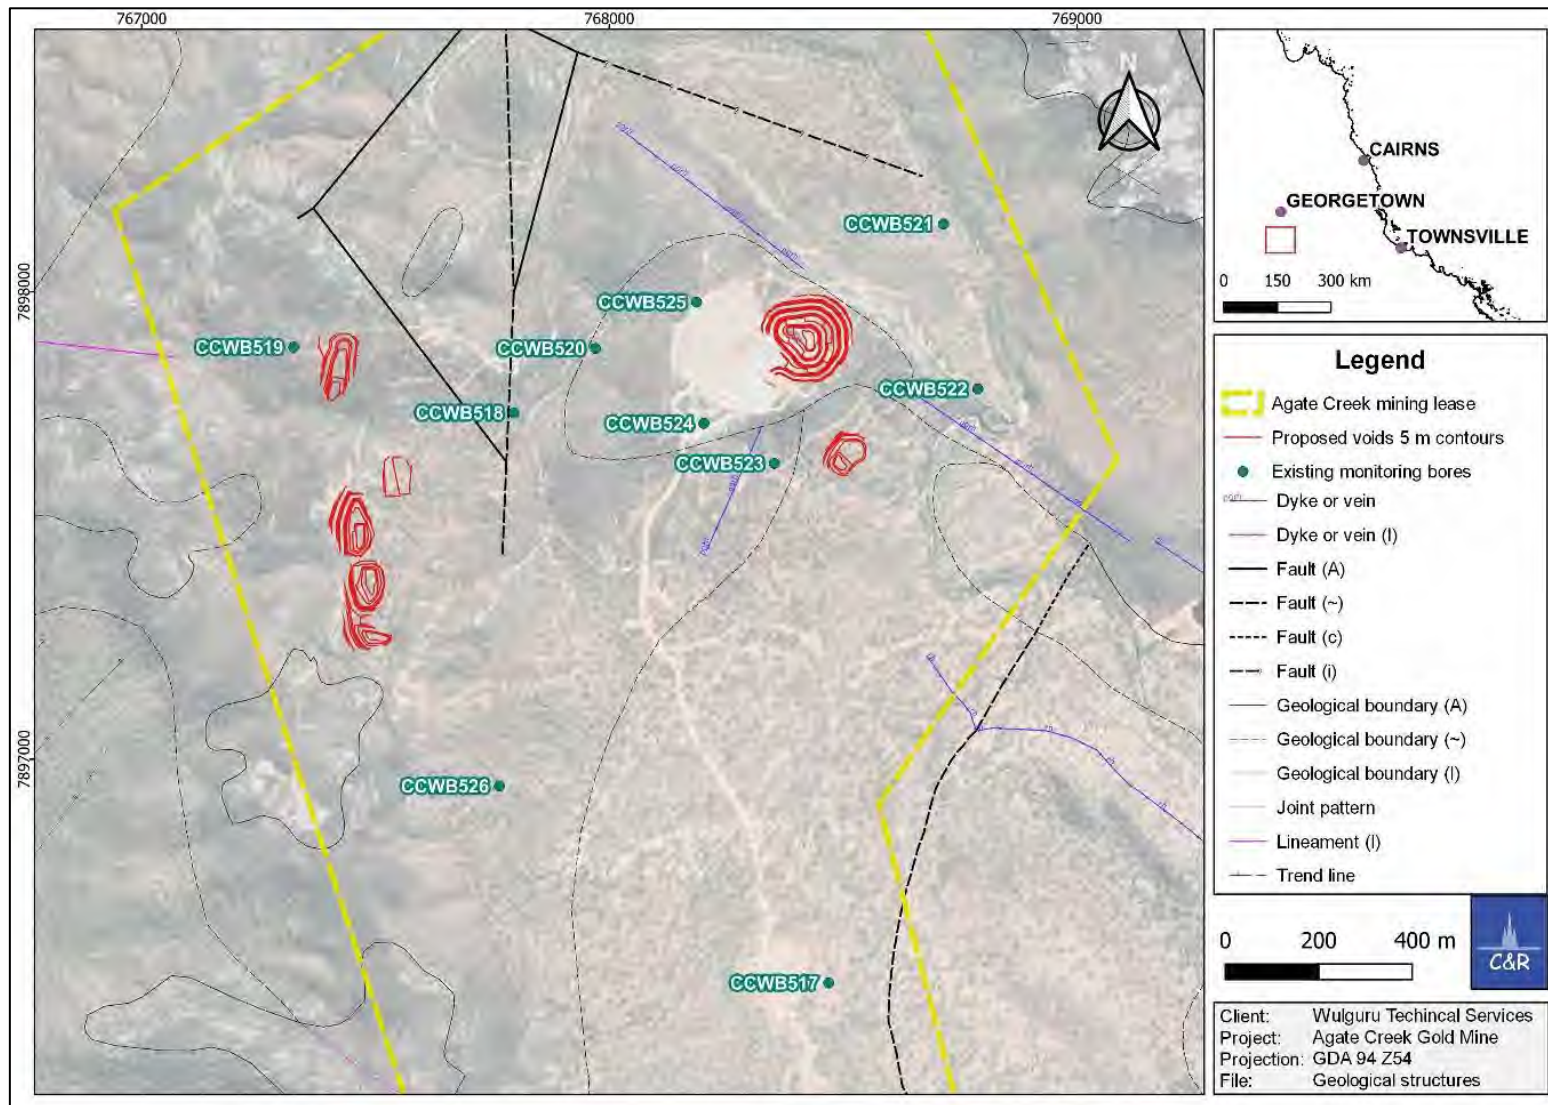 767000
768000
769000
7898000
7897000
N
CCWB521
CCWB525
CCWB519
CCWB520
CCWB522
CCWB518
CCWB524
CCWB523
CCWB526
CCWB517
CAIRNS
GEORGETOWN
TOWNSVILLE
0 150 300 km
Legend
Agate Creek mining lease
Proposed voids 5 m contours
Existing monitoring bores
Dyke or vein
Dyke or vein (I)
Fault (A)
Fault (~)
Fault (c)
Fault (i)
Geological boundary (A)
Geological boundary (~)
Geological boundary (I)
Joint pattern
Lineament (I)
Trend line
0 200 400 m
C&R
Client: Wulguru Techincal Services
Project: Agate Creek Gold Mine
Projection: GDA 94 Z54
File: Geological structures